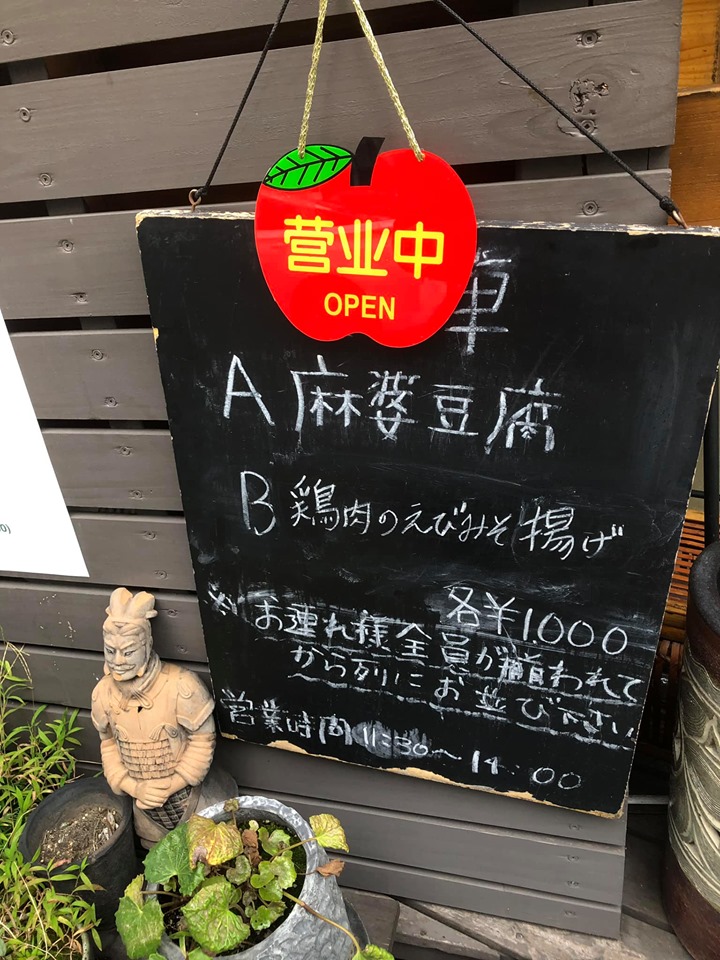 营业中
OPEN
A 麻婆豆腐
B 鶏肉のえびみそ揚げ
各¥1,000
※ お連れ様全員が揃われて
から列にお並び下さい
営業時間 11:30〜14:00